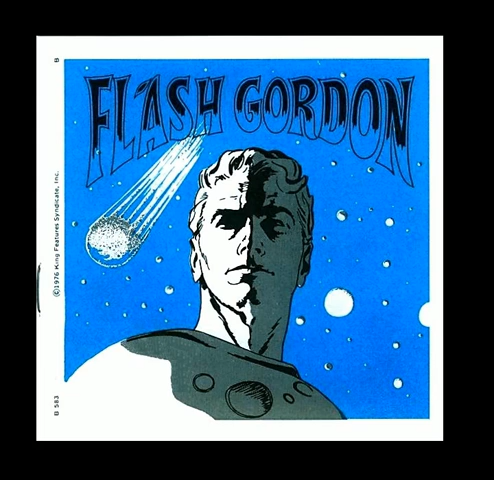 B
FLASH GORDON
©1976 King Features Syndicate, Inc.
B 583